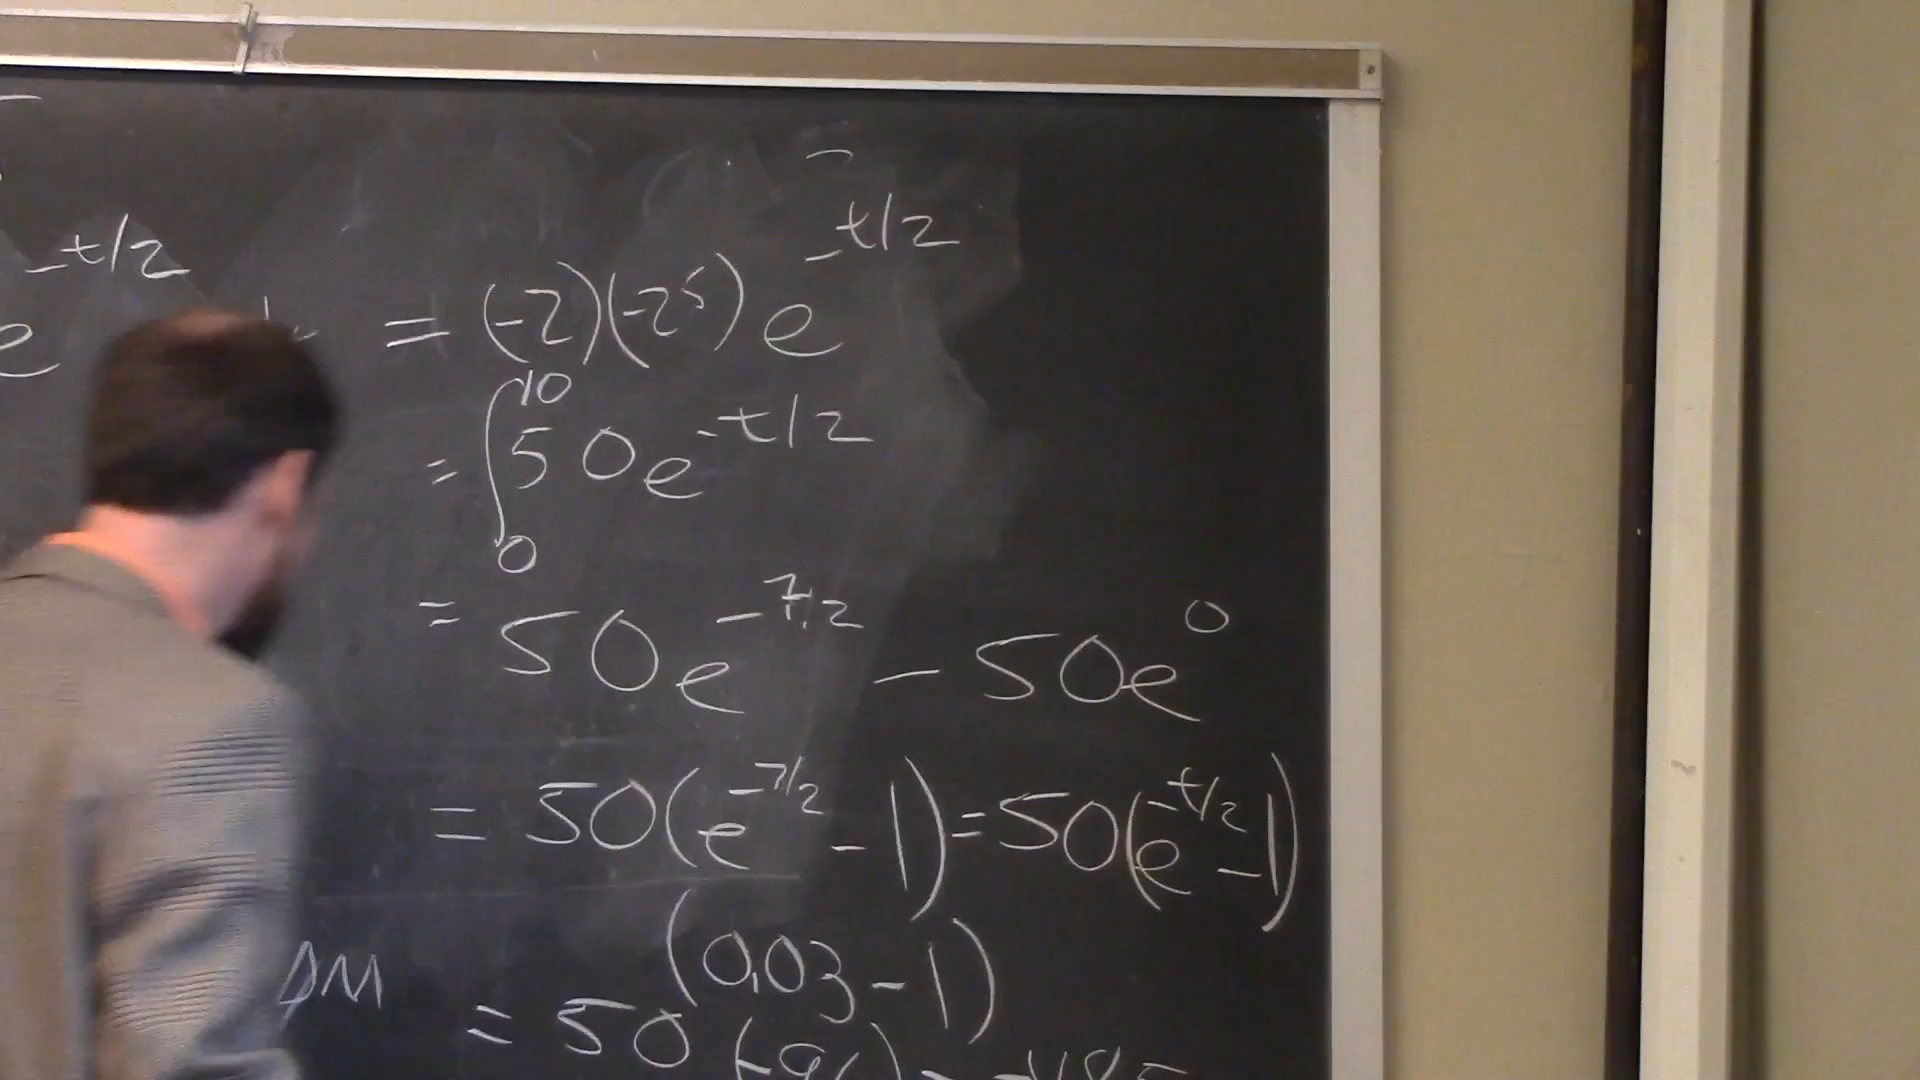 e^-t/2 = (-2)(-25)e^-t/2
= ∫_0^10 50e^-t/2
= 50e^-7/2 - 50e^0
= 50(e^-7/2 - 1) = 50(e^-t/2 - 1)
(0.03 - 1)
ΔM = 50